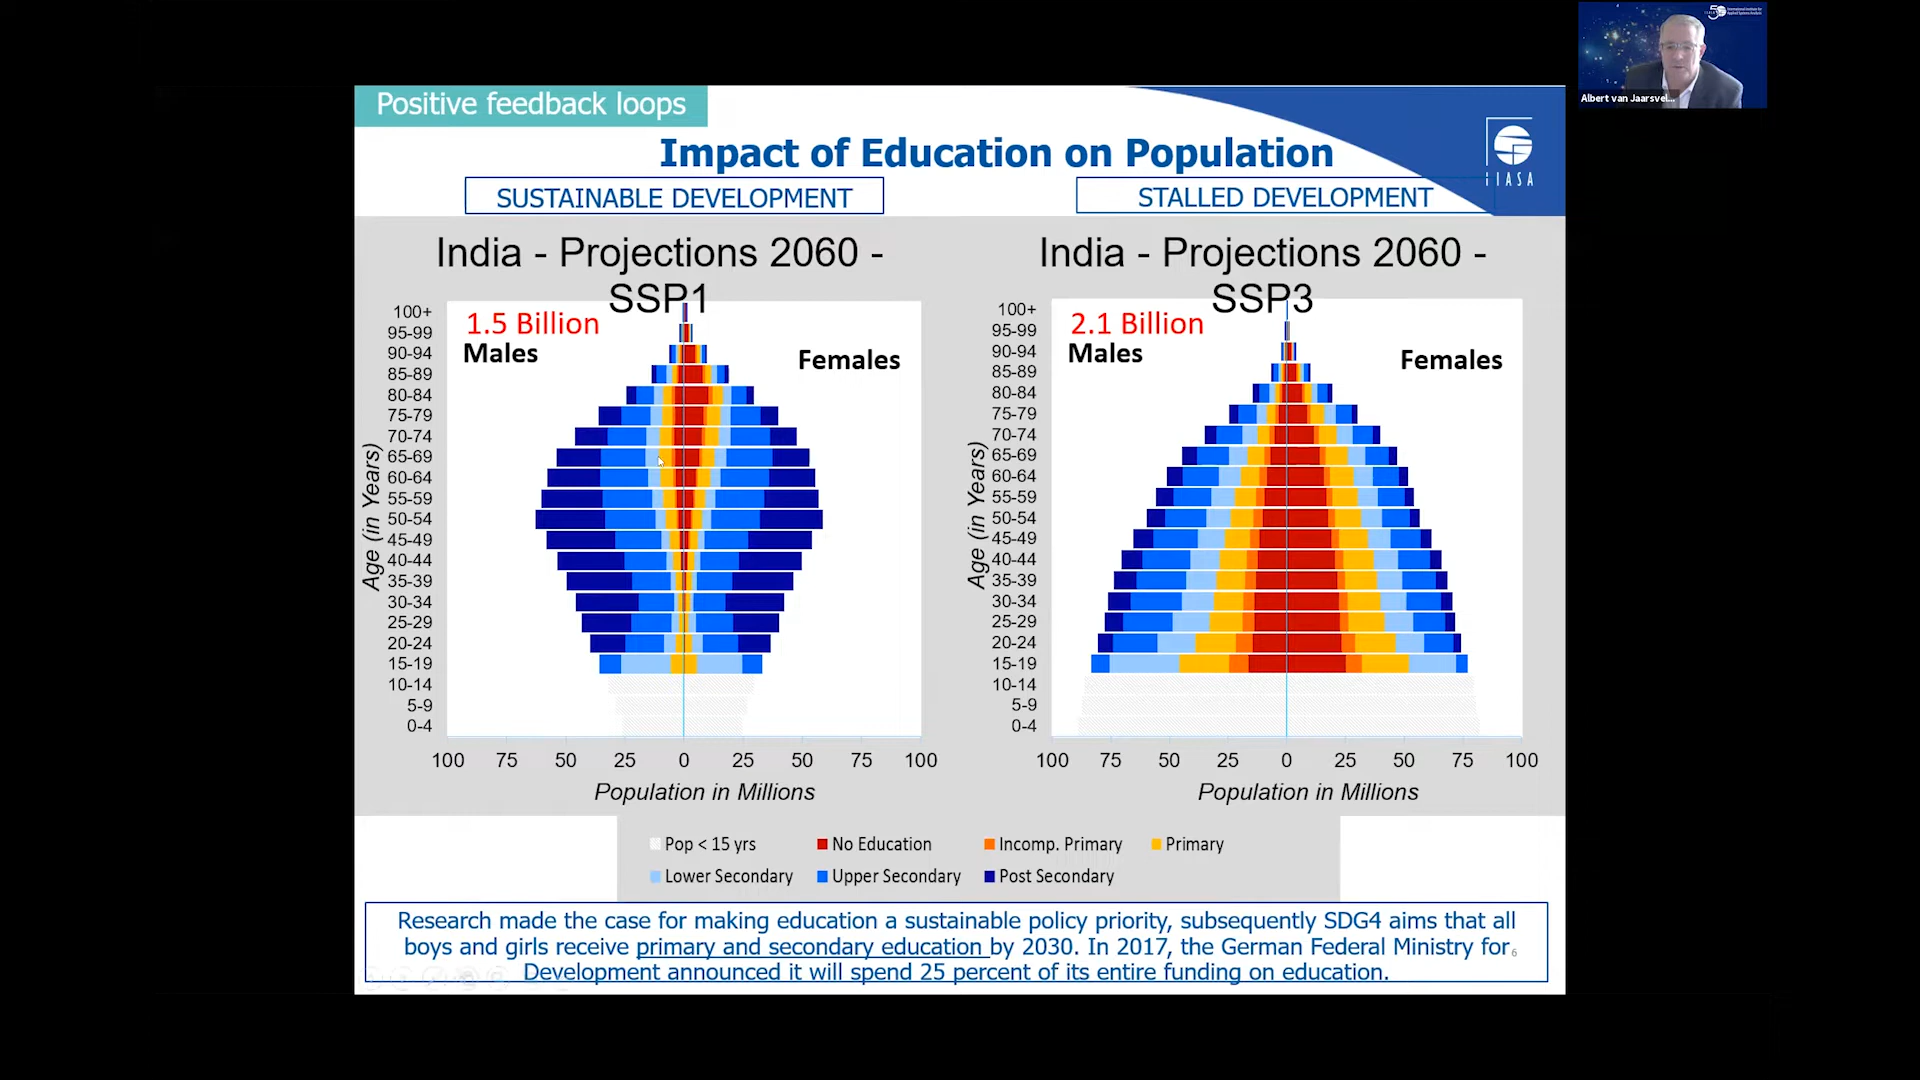 Albert van Jaarsvel...
Positive feedback loops
Impact of Education on Population
IIASA
SUSTAINABLE DEVELOPMENT
STALLED DEVELOPMENT
India - Projections 2060 -
SSP1
1.5 Billion
Males
Females
Age (in Years)
100+
95-99
90-94
85-89
80-84
75-79
70-74
65-69
60-64
55-59
50-54
45-49
40-44
35-39
30-34
25-29
20-24
15-19
10-14
5-9
0-4
100 75 50 25 0 25 50 75 100
Population in Millions
India - Projections 2060 -
SSP3
2.1 Billion
Males
Females
Age (in Years)
100+
95-99
90-94
85-89
80-84
75-79
70-74
65-69
60-64
55-59
50-54
45-49
40-44
35-39
30-34
25-29
20-24
15-19
10-14
5-9
0-4
100 75 50 25 0 25 50 75 100
Population in Millions
Pop < 15 yrs No Education Incomp. Primary Primary
Lower Secondary Upper Secondary Post Secondary
Research made the case for making education a sustainable policy priority, subsequently SDG4 aims that all
boys and girls receive primary and secondary education by 2030. In 2017, the German Federal Ministry for
Development announced it will spend 25 percent of its entire funding on education.
6